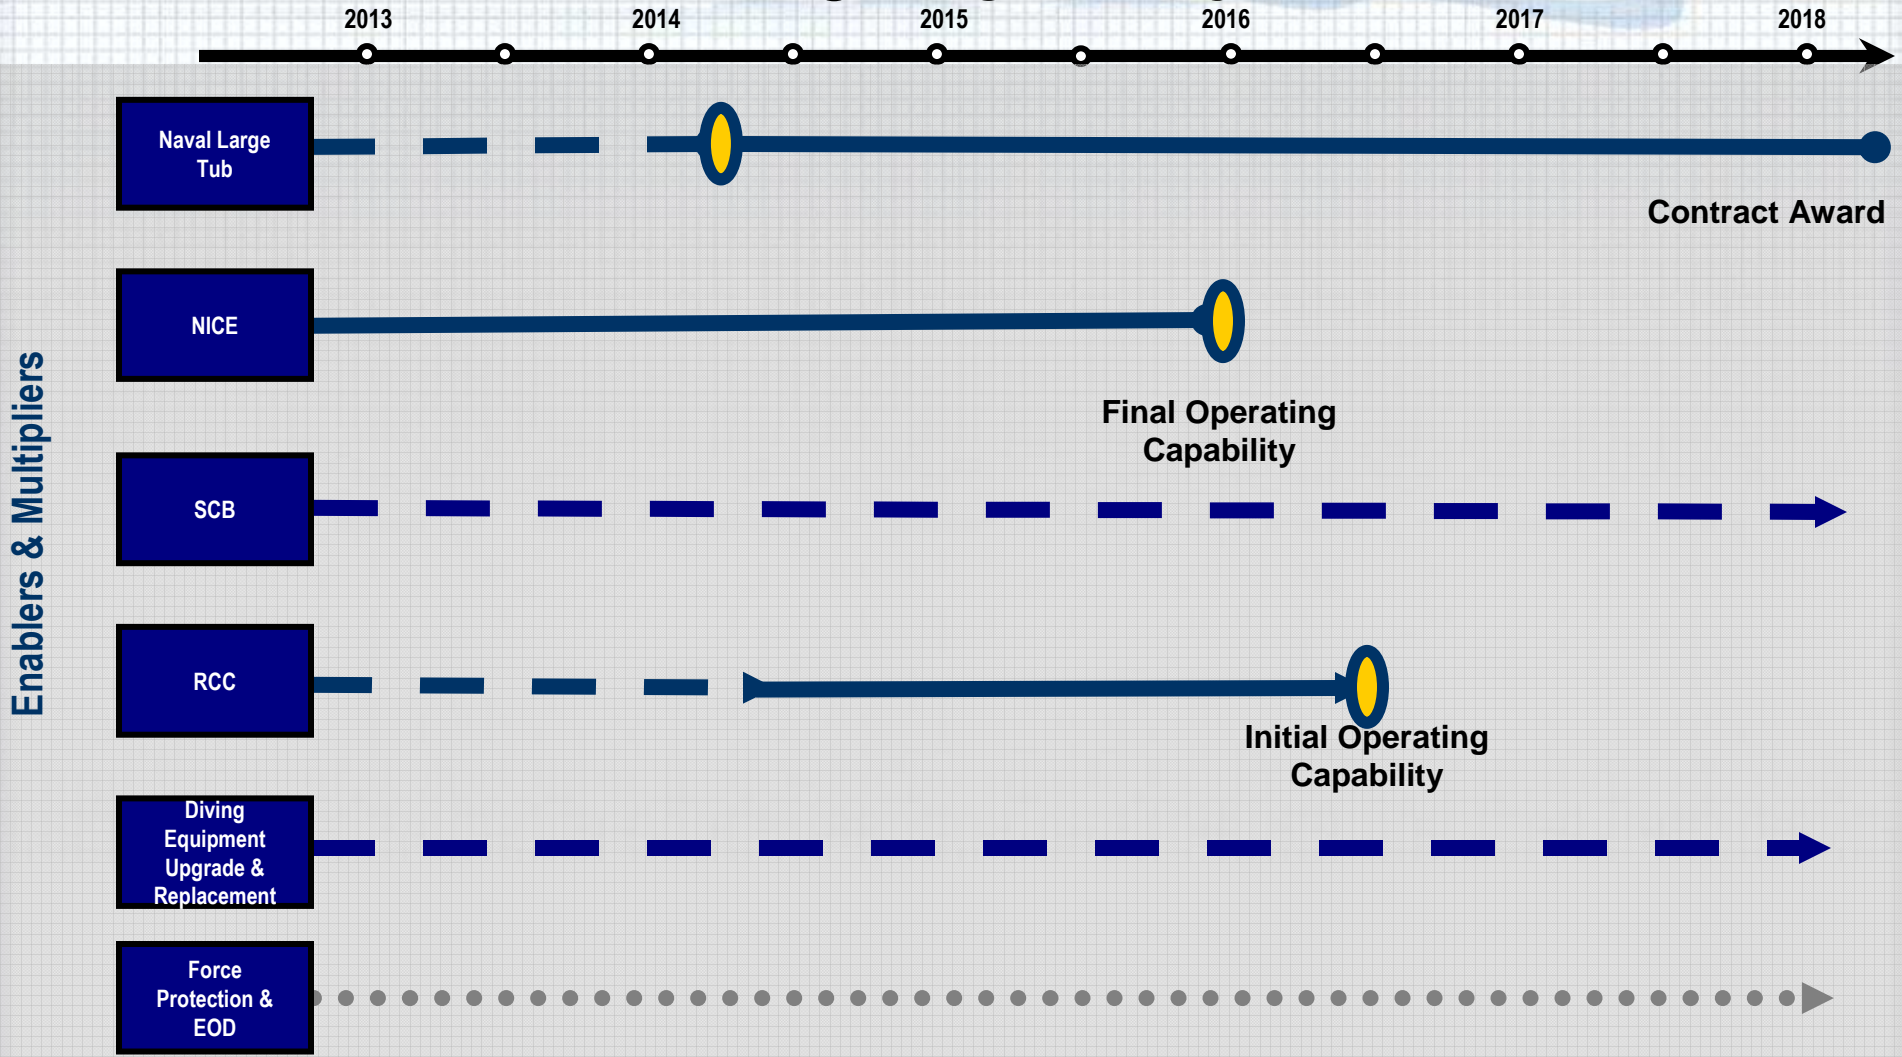 2013 2014 2015 2016 2017 2018
Naval Large
Tub
Contract Award
NICE
Final Operating
Capability
Enablers & Multipliers
SCB
RCC
Initial Operating
Capability
Diving
Equipment
Upgrade &
Replacement
Force
Protection &
EOD